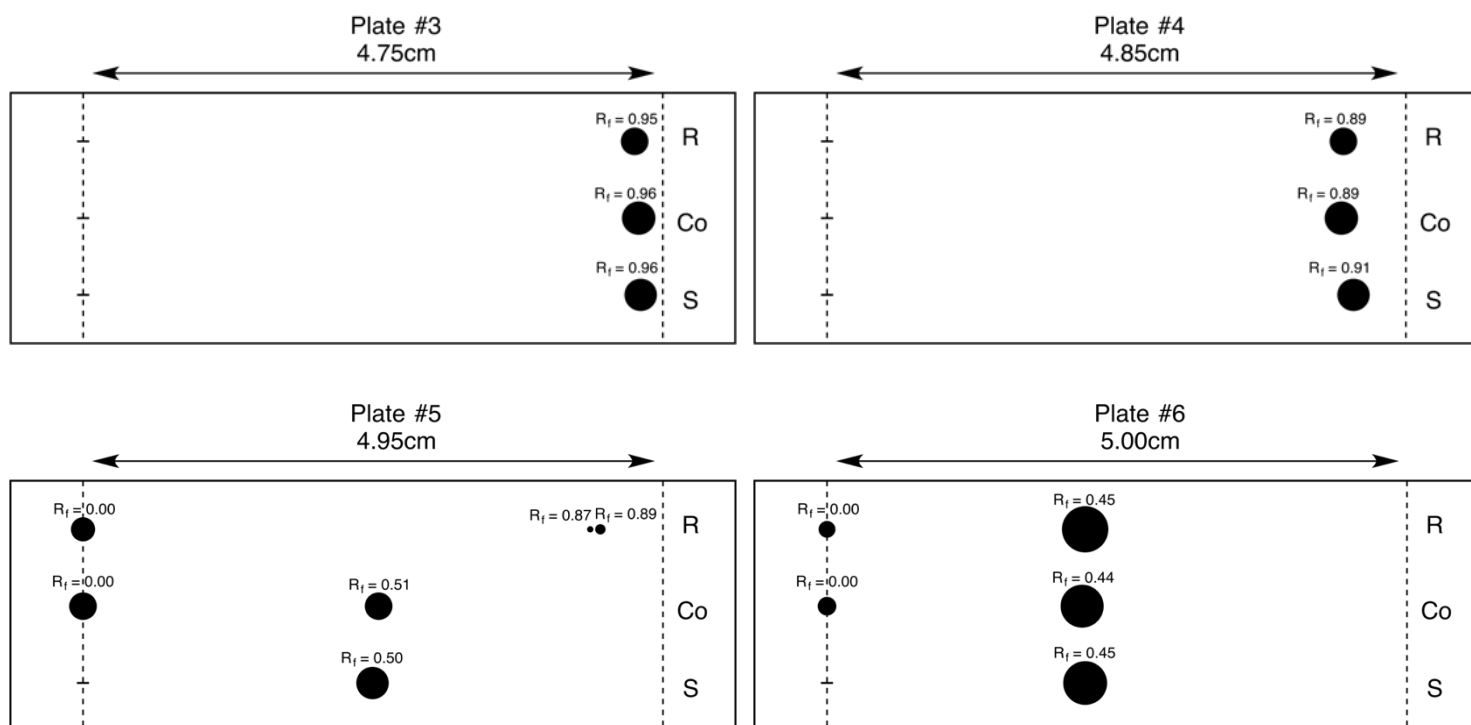 Plate #3
4.75cm
R
Rf = 0.95
Co
Rf = 0.96
S
Rf = 0.96
Plate #4
4.85cm
R
Rf = 0.89
Co
Rf = 0.89
S
Rf = 0.91
Plate #5
4.95cm
Rf = 0.00
Rf = 0.87
Rf = 0.89
R
Rf = 0.00
Rf = 0.51
Co
Rf = 0.50
S
Plate #6
5.00cm
Rf = 0.00
Rf = 0.45
R
Rf = 0.00
Rf = 0.44
Co
Rf = 0.45
S